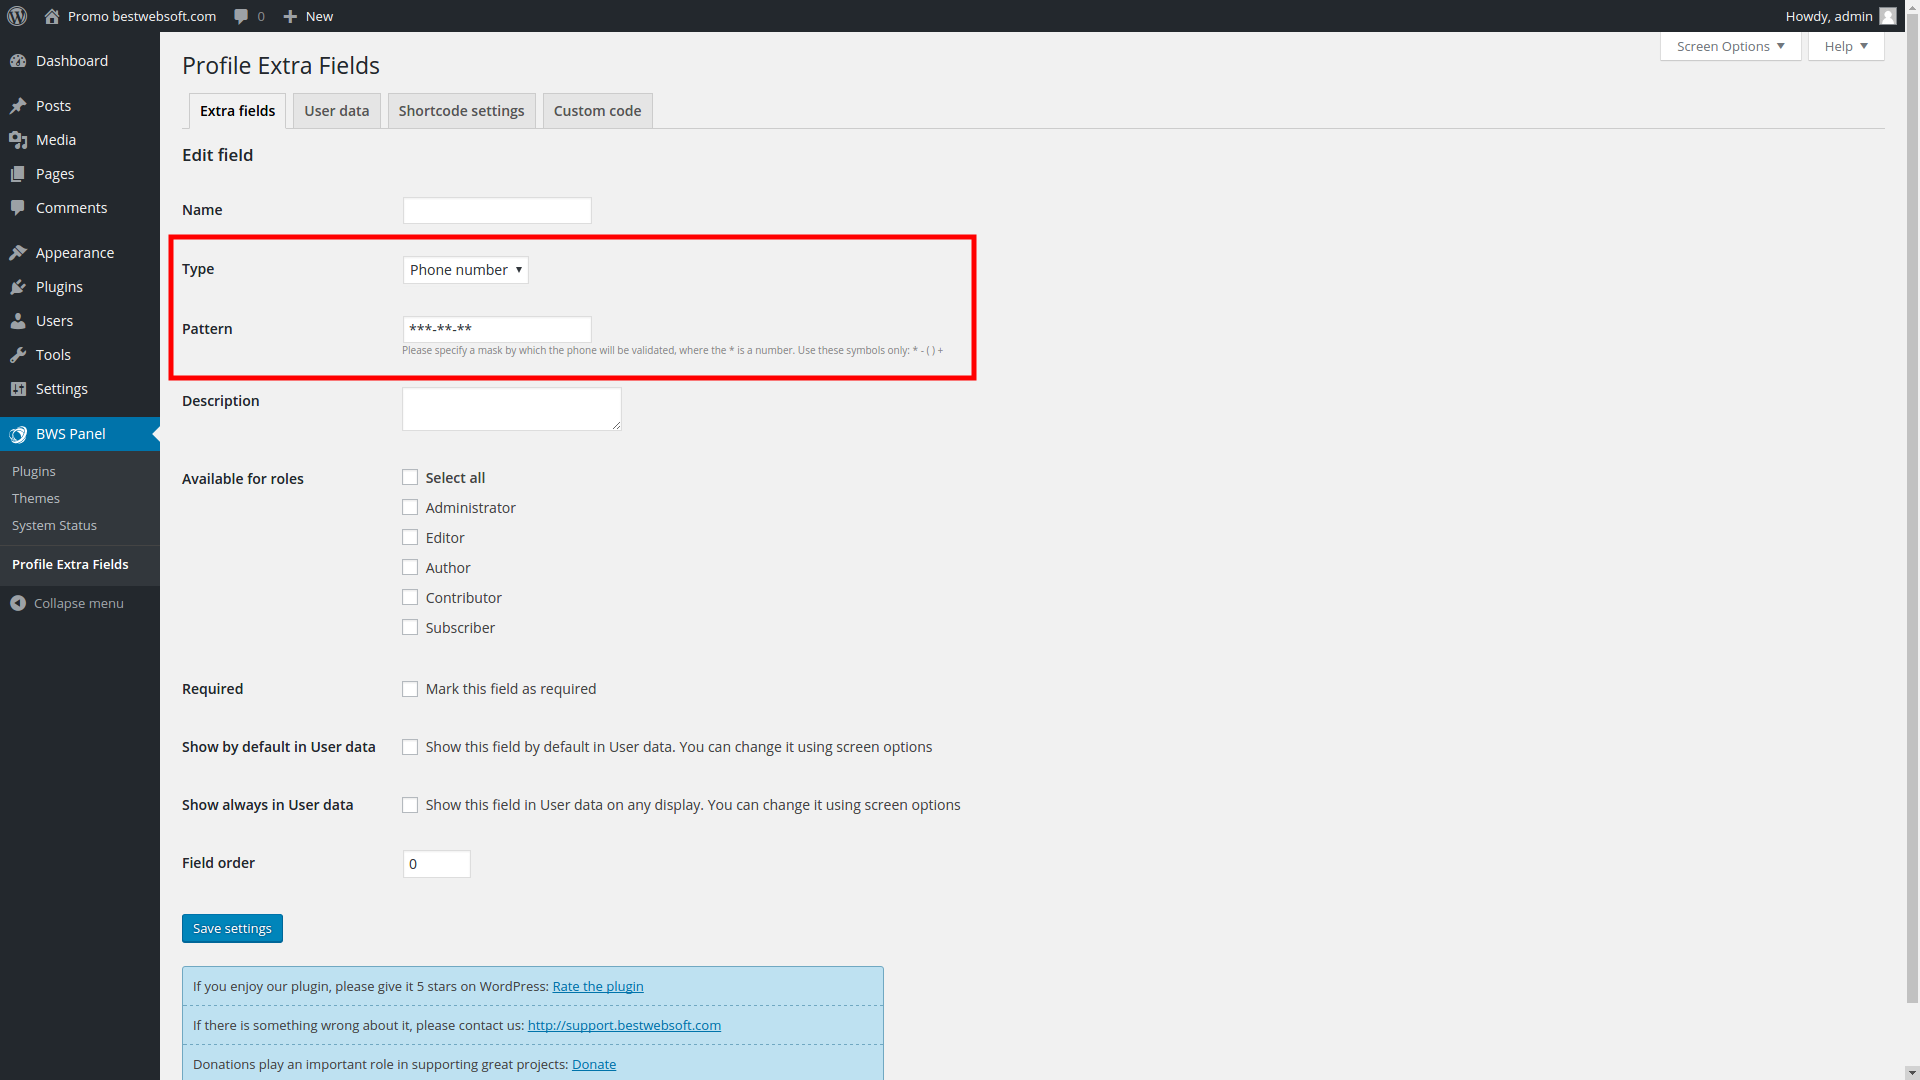 Promo bestwebsoft.com 0 New Howdy, admin
Screen Options ▼ Help ▼
Dashboard
Posts
Media
Pages
Comments
Appearance
Plugins
Users
Tools
Settings
BWS Panel
Plugins
Themes
System Status
Profile Extra Fields
Collapse menu
Profile Extra Fields
Extra fields User data Shortcode settings Custom code
Edit field
Name
Type Phone number ▾
Pattern ***-**-**
Please specify a mask by which the phone will be validated, where the * is a number. Use these symbols only: * - ( ) +
Description
Available for roles Select all
Administrator
Editor
Author
Contributor
Subscriber
Required Mark this field as required
Show by default in User data Show this field by default in User data. You can change it using screen options
Show always in User data Show this field in User data on any display. You can change it using screen options
Field order 0
Save settings
If you enjoy our plugin, please give it 5 stars on WordPress: Rate the plugin
If there is something wrong about it, please contact us: http://support.bestwebsoft.com
Donations play an important role in supporting great projects: Donate